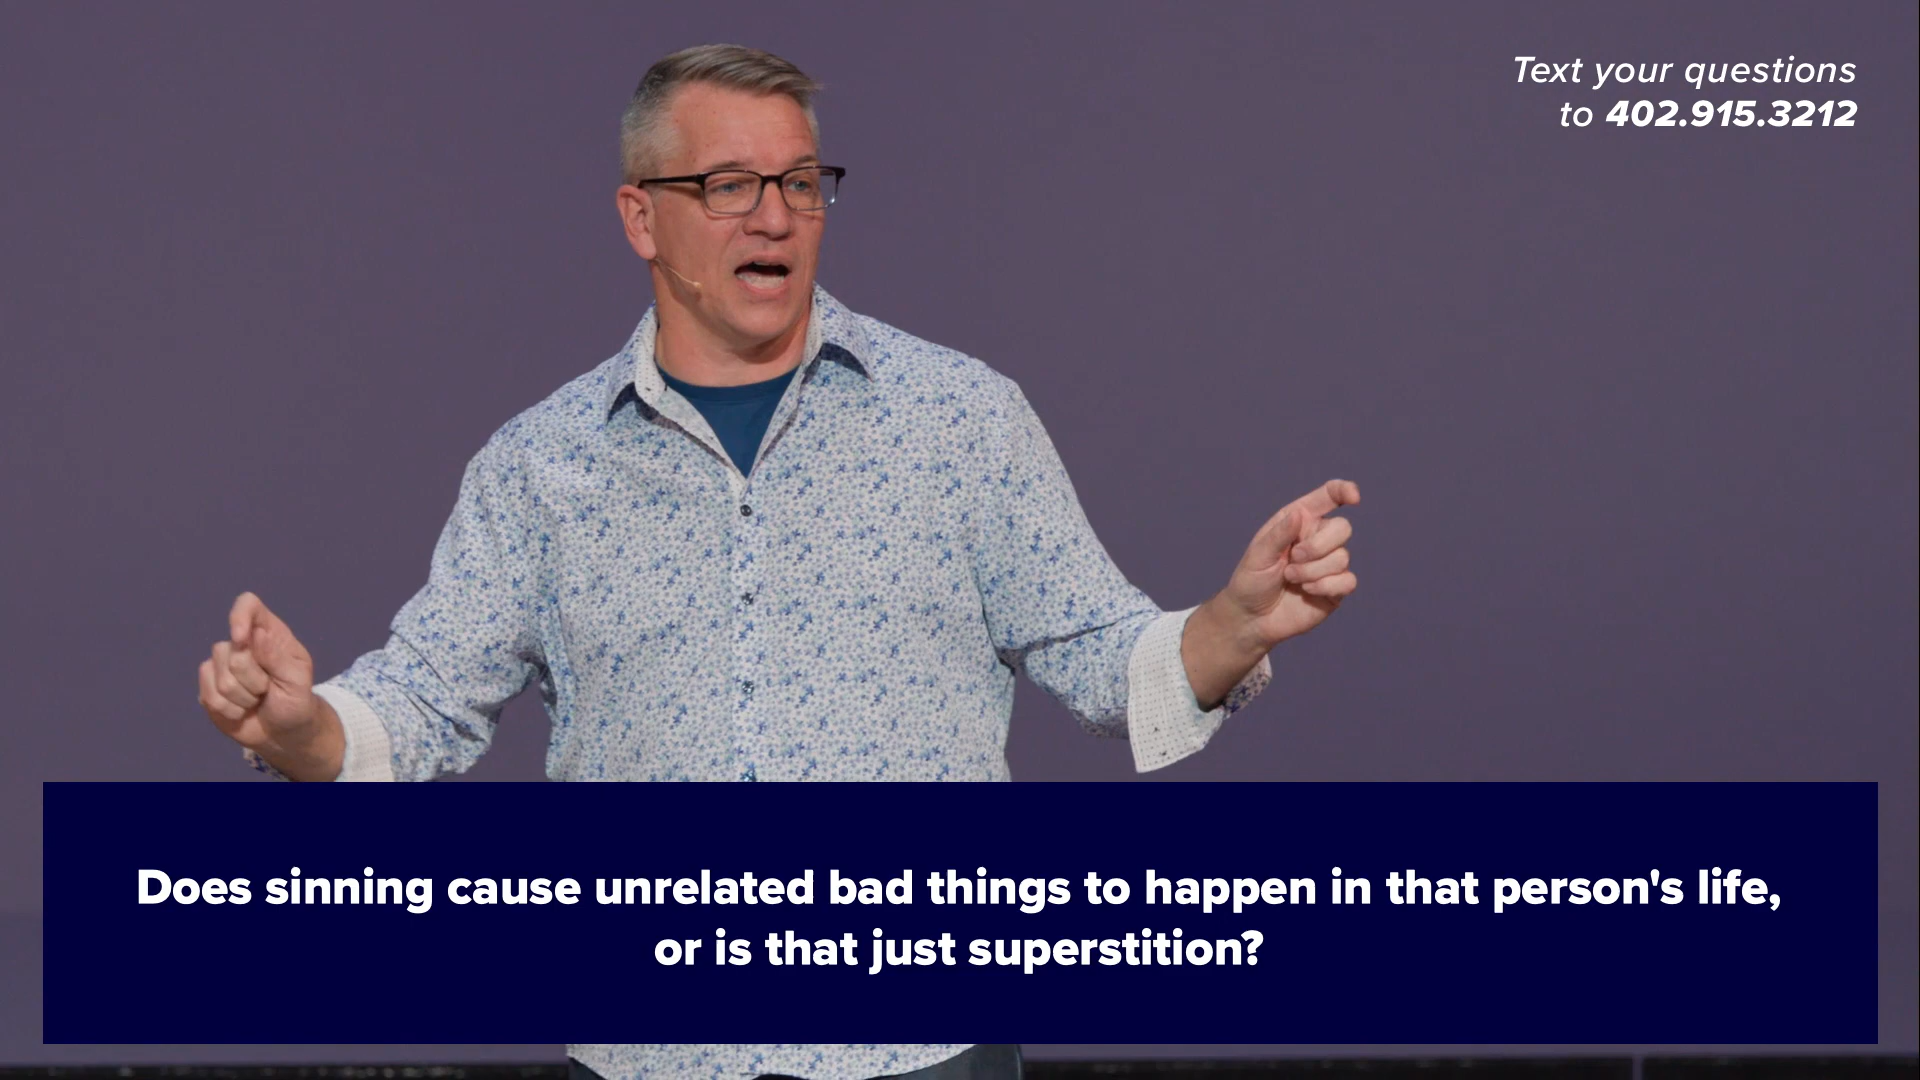 Text your questions
to 402.915.3212
Does sinning cause unrelated bad things to happen in that person's life,
or is that just superstition?